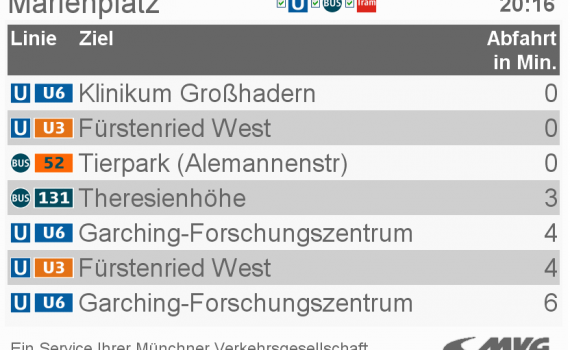 Marienplatz U BUS Tram 20:16
Linie Ziel Abfahrt
in Min.
U U6 Klinikum Großhadern 0
U U3 Fürstenried West 0
BUS 52 Tierpark (Alemannenstr) 0
BUS 131 Theresienhöhe 3
U U6 Garching-Forschungszentrum 4
U U3 Fürstenried West 4
U U6 Garching-Forschungszentrum 6
Ein Service Ihrer Münchner Verkehrsgesellschaft MVG